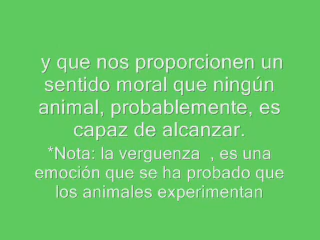 y que nos proporcionen un
sentido moral que ningún
animal, probablemente, es
capaz de alcanzar.
*Nota: la verguenza , es una
emoción que se ha probado que
los animales experimentan